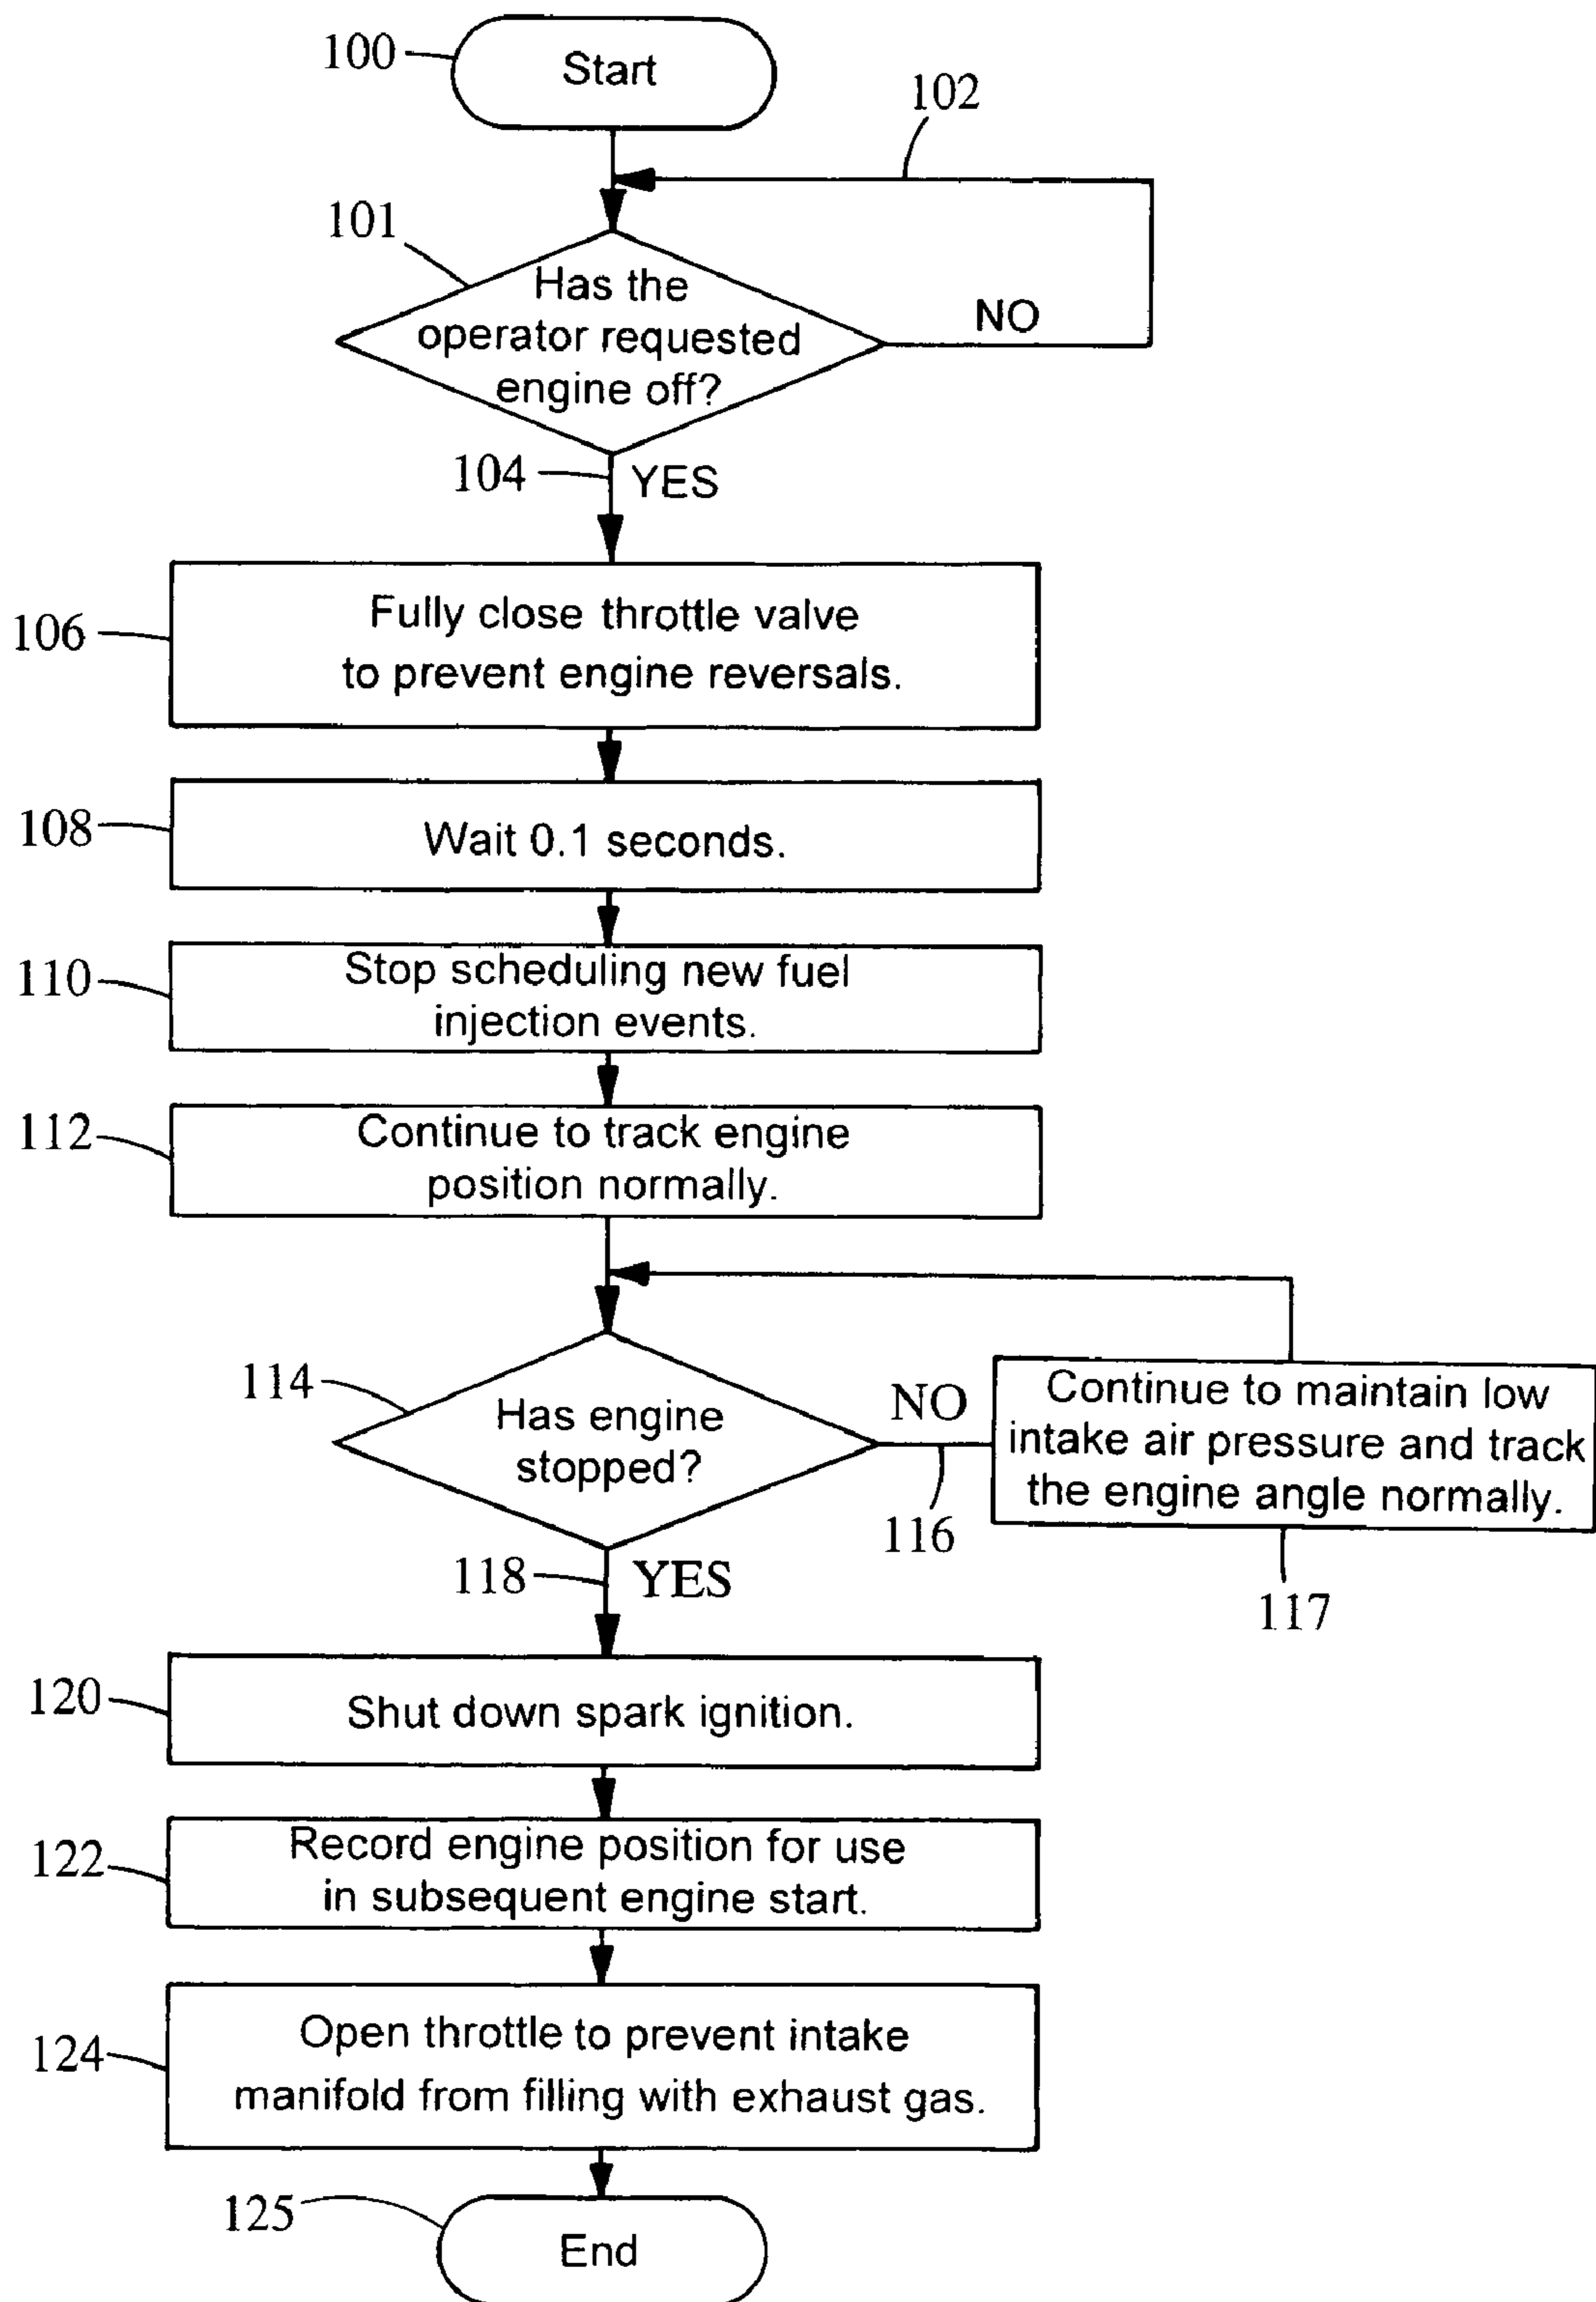 100
Start
102
101
Has the
operator requested
engine off?
NO
104
YES
106
Fully close throttle valve
to prevent engine reversals.
108
Wait 0.1 seconds.
110
Stop scheduling new fuel
injection events.
112
Continue to track engine
position normally.
114
Has engine
stopped?
NO
116
Continue to maintain low
intake air pressure and track
the engine angle normally.
117
118
YES
120
Shut down spark ignition.
122
Record engine position for use
in subsequent engine start.
124
Open throttle to prevent intake
manifold from filling with exhaust gas.
125
End